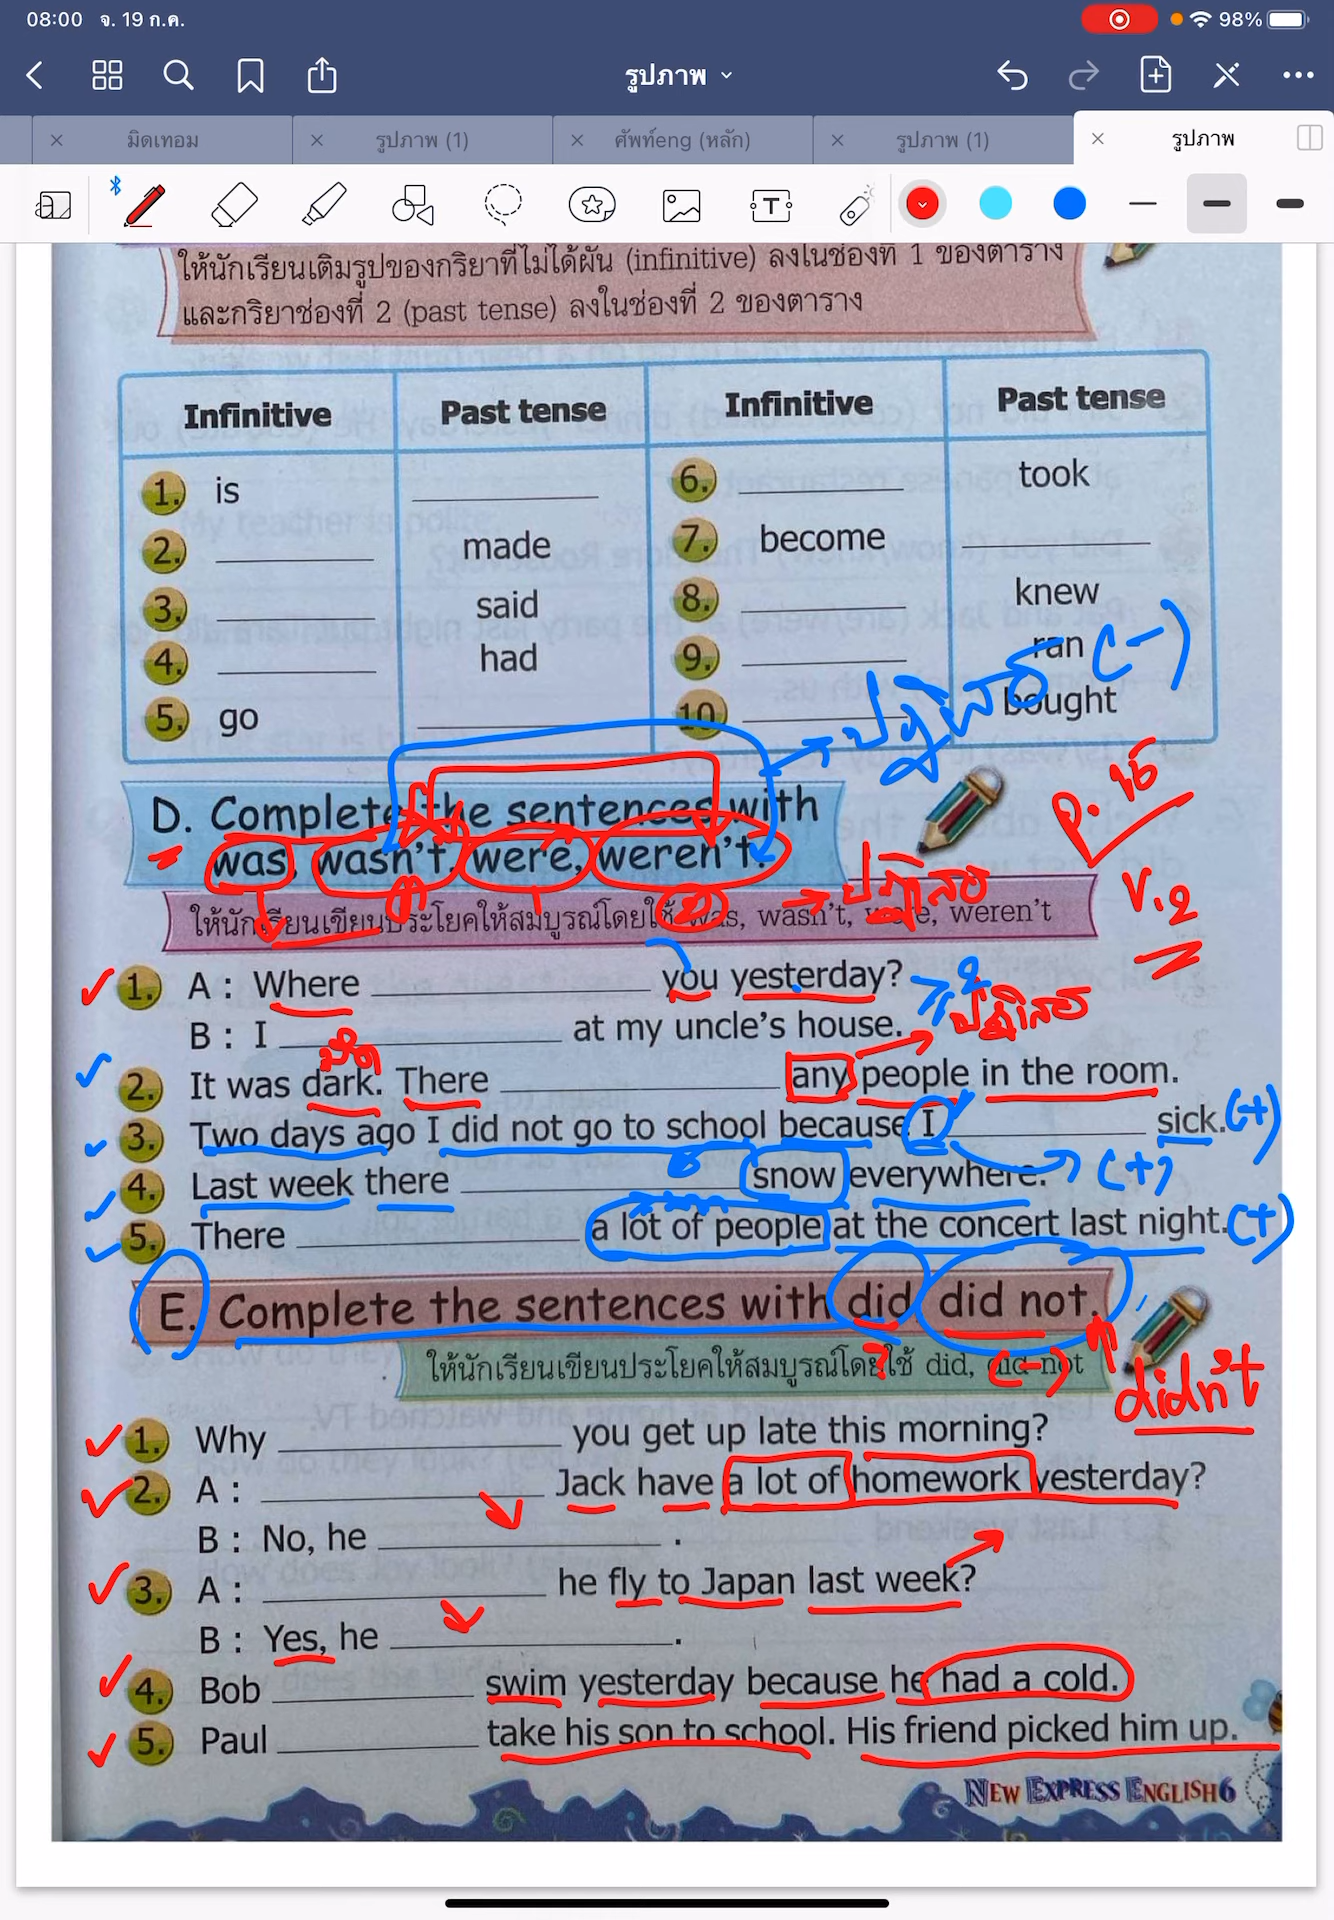 08:00 จ. 19 ก.ค.
98%
รูปภาพ
มิดเทอม
รูปภาพ (1)
ศัพท์eng (หลัก)
รูปภาพ (1)
รูปภาพ
ให้นักเรียนเติมรูปของกริยาที่ไม่ได้ผัน (infinitive) ลงในช่องที่ 1 ของตาราง
และกริยาช่องที่ 2 (past tense) ลงในช่องที่ 2 ของตาราง
Infinitive Past tense Infinitive Past tense
1. is 6. took
2. made 7. become
3. said 8. knew
4. had 9. ran
5. go 10. bought
ปฏิเสธ (-)
D. Complete the sentences with
was, wasn't, were, weren't.
p. 15
ปฏิเสธ
ให้นักเรียนเขียนประโยคให้สมบูรณ์โดยใช้ was, wasn't, were, weren't
v.2
1. A : Where you yesterday?
2
B : I at my uncle's house.
ปฏิเสธ
มืด
2. It was dark. There any people in the room.
3. Two days ago I did not go to school because I sick. (+)
4. Last week there snow everywhere. (+)
5. There a lot of people at the concert last night. (+)
E. Complete the sentences with did, did not.
ให้นักเรียนเขียนประโยคให้สมบูรณ์โดยใช้ did, did not
? (-)
didn't
1. Why you get up late this morning?
2. A : Jack have a lot of homework yesterday?
B : No, he .
3. A : he fly to Japan last week?
B : Yes, he .
4. Bob swim yesterday because he had a cold.
5. Paul take his son to school. His friend picked him up.
NEW EXPRESS ENGLISH 6